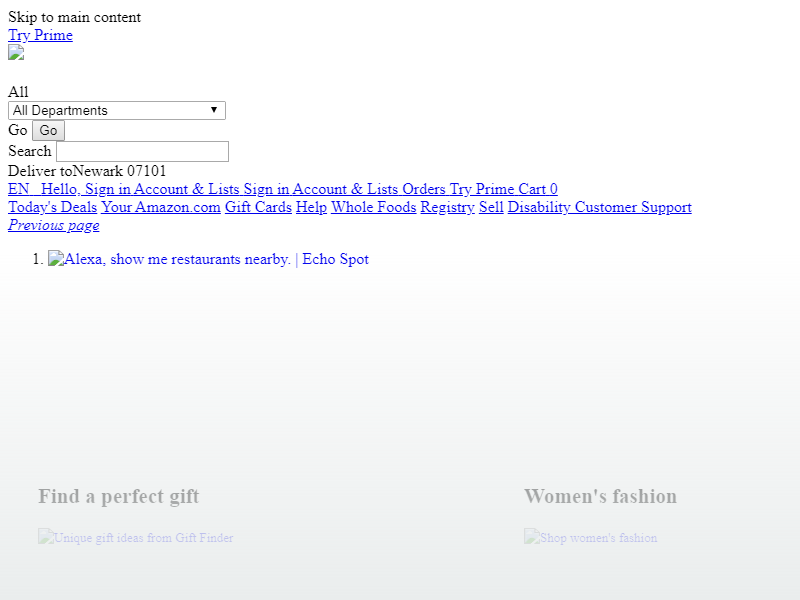 Skip to main content
Try Prime
All
All Departments
Go Go
Search
Deliver toNewark 07101
EN Hello, Sign in Account & Lists Sign in Account & Lists Orders Try Prime Cart 0
Today's Deals Your Amazon.com Gift Cards Help Whole Foods Registry Sell Disability Customer Support
Previous page
1. Alexa, show me restaurants nearby. | Echo Spot
Find a perfect gift
Women's fashion
Unique gift ideas from Gift Finder
Shop women's fashion